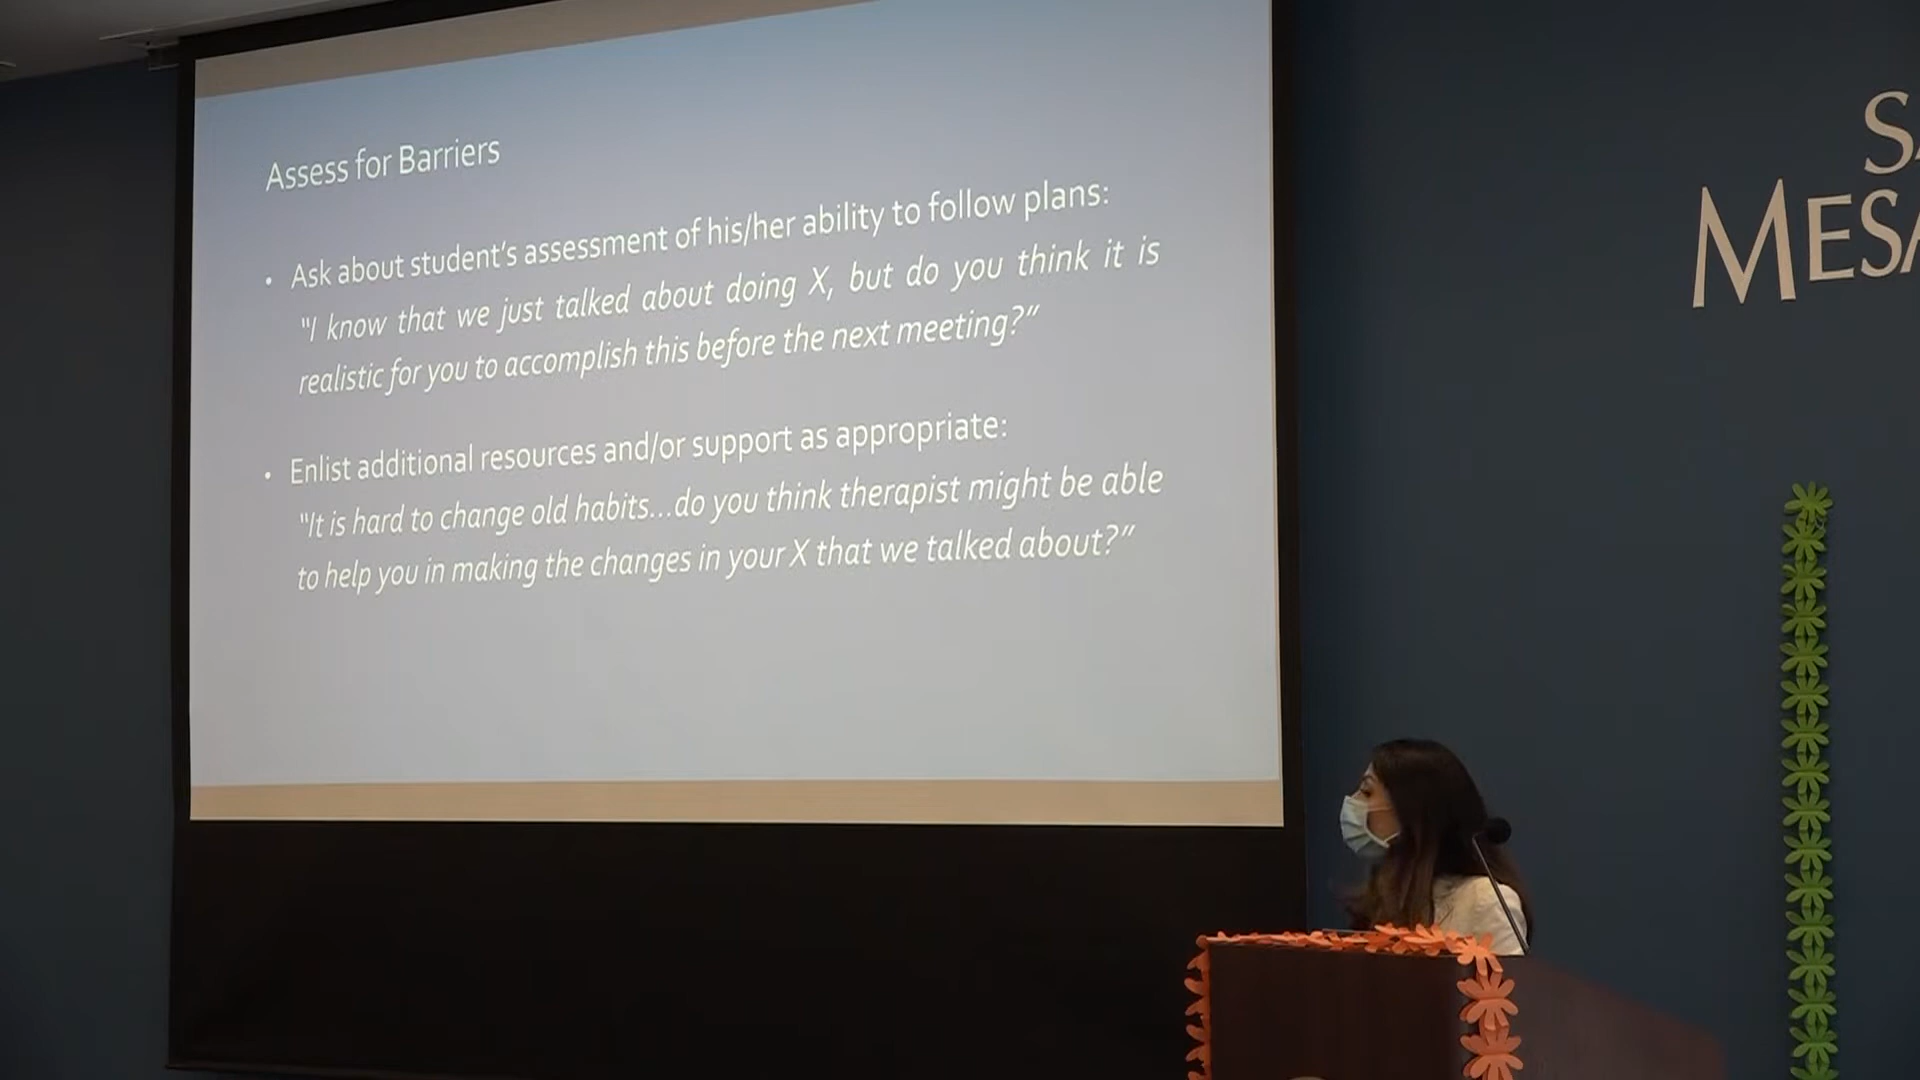 Assess for Barriers
• Ask about student's assessment of his/her ability to follow plans:
"I know that we just talked about doing X, but do you think it is
realistic for you to accomplish this before the next meeting?"
• Enlist additional resources and/or support as appropriate:
"It is hard to change old habits...do you think therapist might be able
to help you in making the changes in your X that we talked about?"